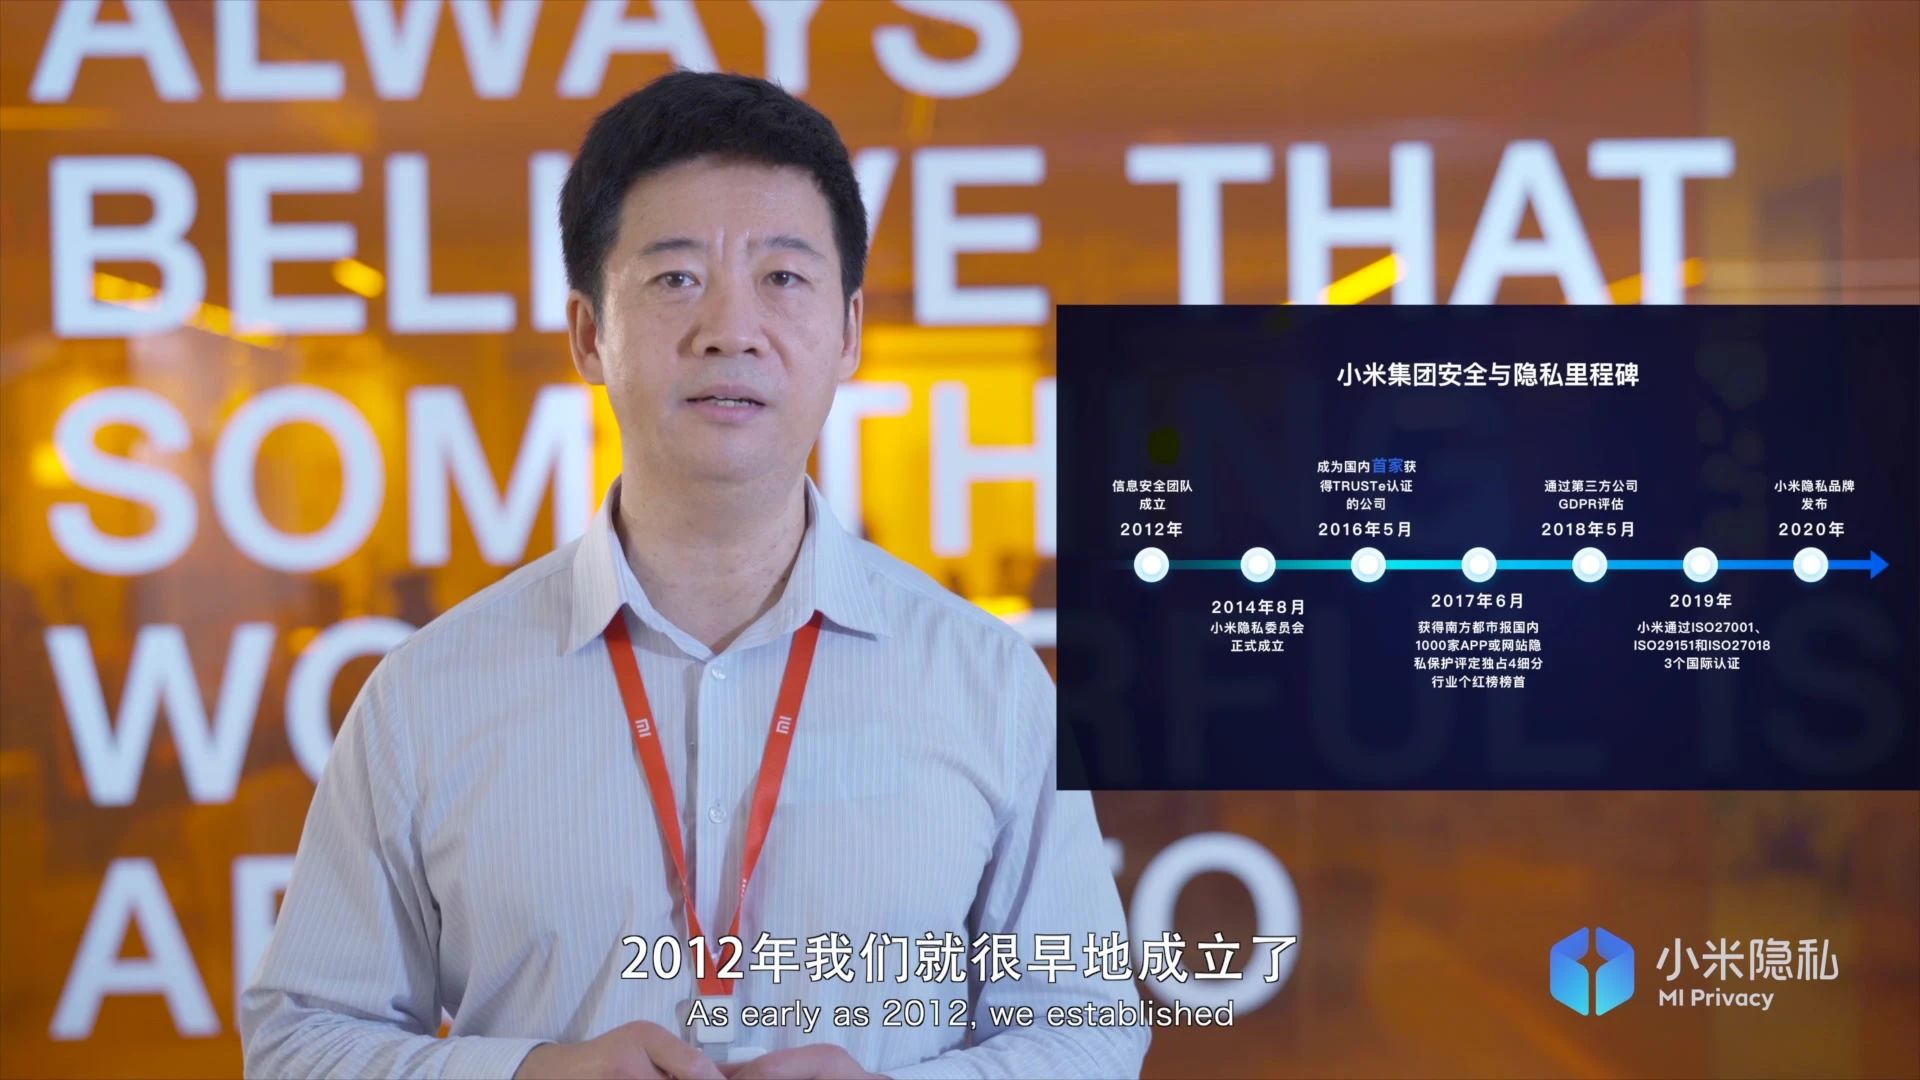 ALWAYS
BEL VE THAT
SOM TH
WO
小米集团安全与隐私里程碑
信息安全团队
成立
2012年
2014年8月
小米隐私委员会
正式成立
成为国内首家获
得TRUSTe认证
的公司
2016年5月
2017年6月
获得南方都市报国内
1000家APP或网站隐
私保护评定独占4细分
行业个红榜榜首
通过第三方公司
GDPR评估
2018年5月
2019年
小米通过ISO27001、
ISO29151和ISO27018
3个国际认证
小米隐私品牌
发布
2020年
2012年我们就很早地成立了
As early as 2012, we established
小米隐私
MI Privacy